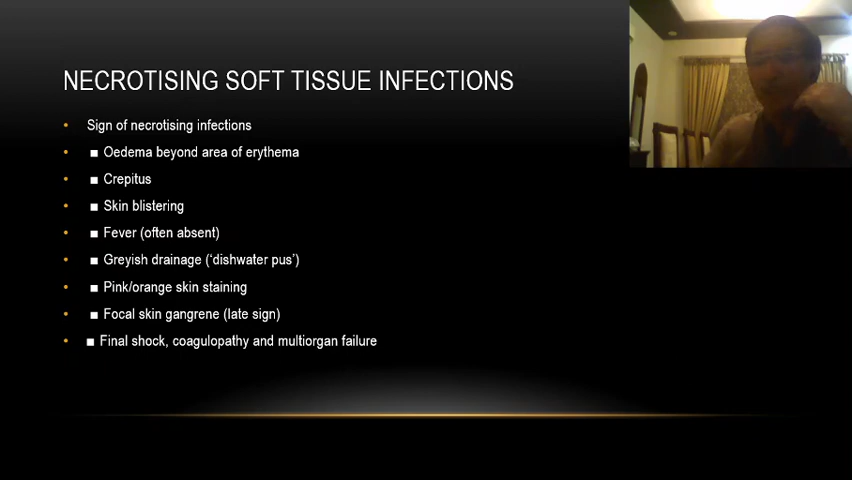 NECROTISING SOFT TISSUE INFECTIONS
• Sign of necrotising infections
• ■ Oedema beyond area of erythema
• ■ Crepitus
• ■ Skin blistering
• ■ Fever (often absent)
• ■ Greyish drainage (‘dishwater pus’)
• ■ Pink/orange skin staining
• ■ Focal skin gangrene (late sign)
• ■ Final shock, coagulopathy and multiorgan failure